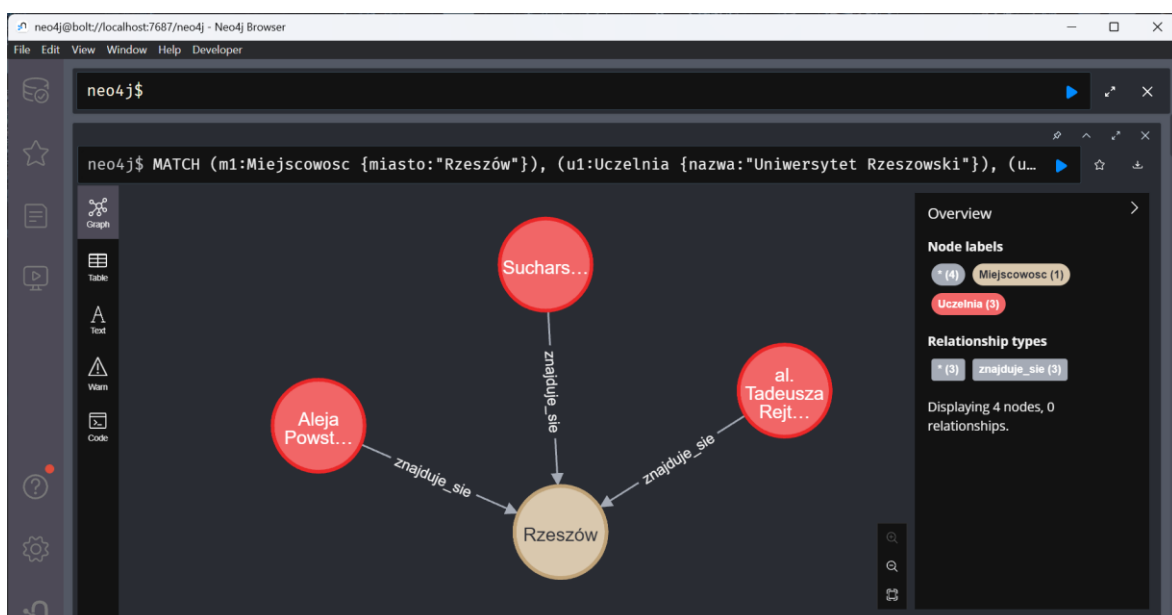 neo4j@bolt://localhost:7687/neo4j - Neo4j Browser
File Edit View Window Help Developer
neo4j$
neo4j$ MATCH (m1:Miejscowosc {miasto:"Rzeszów"}), (u1:Uczelnia {nazwa:"Uniwersytet Rzeszowski"}), (u…
Graph
Table
Text
Warn
Code
Suchars…
znajduje_sie
al.
Tadeusza
Rejt…
znajduje_sie
Aleja
Powst…
znajduje_sie
Rzeszów
Overview
Node labels
* (4) Miejscowosc (1)
Uczelnia (3)
Relationship types
* (3) znajduje_sie (3)
Displaying 4 nodes, 0
relationships.